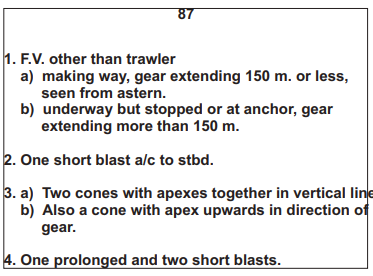 87
1. F.V. other than trawler
a) making way, gear extending 150 m. or less,
seen from astern.
b) underway but stopped or at anchor, gear
extending more than 150 m.
2. One short blast a/c to stbd.
3. a) Two cones with apexes together in vertical line
b) Also a cone with apex upwards in direction of
gear.
4. One prolonged and two short blasts.